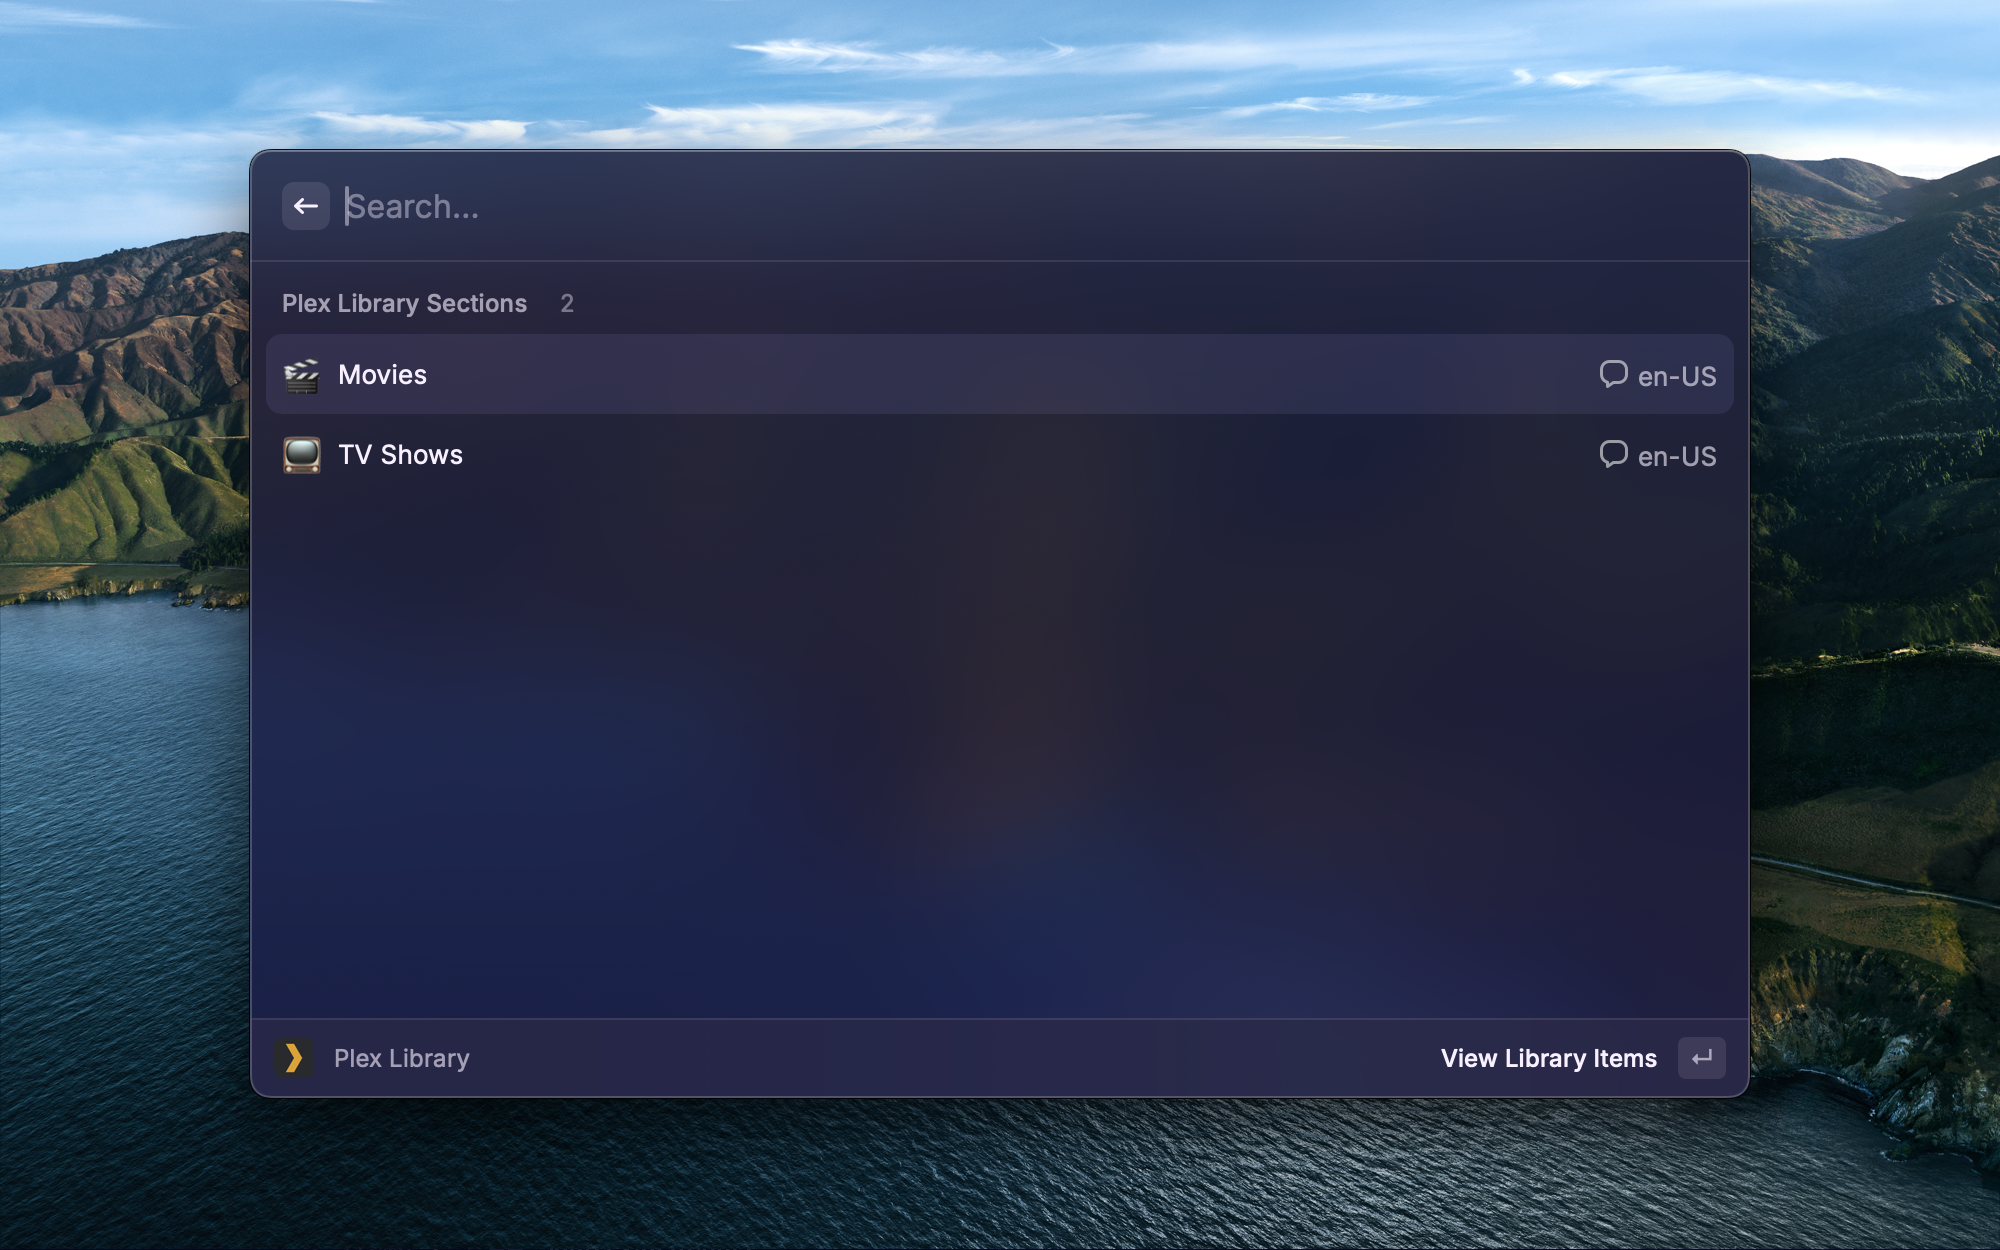 Search...
Plex Library Sections 2
Movies en-US
TV Shows en-US
Plex Library View Library Items